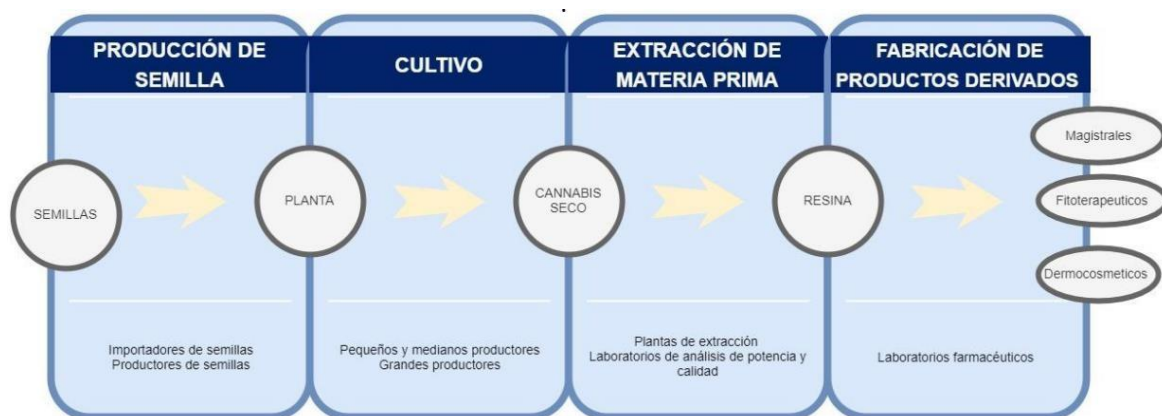 PRODUCCIÓN DE
SEMILLA
CULTIVO
EXTRACCIÓN DE
MATERIA PRIMA
FABRICACIÓN DE
PRODUCTOS DERIVADOS
SEMILLAS
PLANTA
CANNABIS
SECO
RESINA
Magistrales
Fitoterapeuticos
Dermocosmeticos
Importadores de semillas
Productores de semillas
Pequeños y medianos productores
Grandes productores
Plantas de extracción
Laboratorios de análisis de potencia y
calidad
Laboratorios farmacéuticos